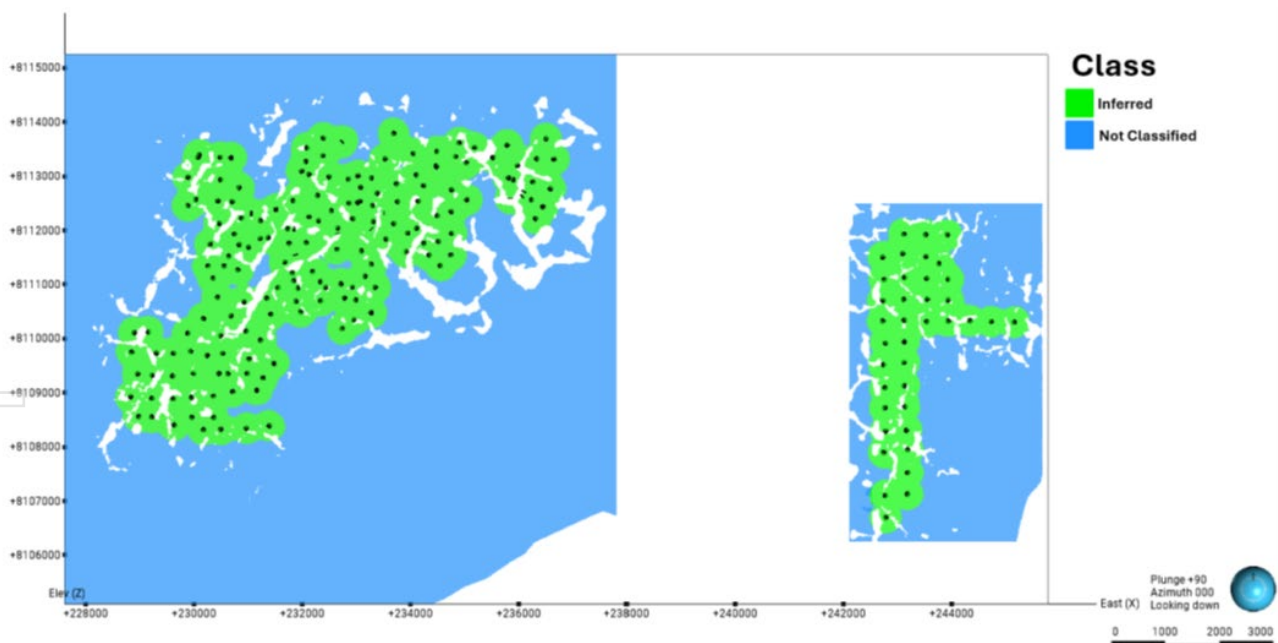 Class
Inferred
Not Classified
+8115000
+8114000
+8113000
+8112000
+8111000
+8110000
+8109000
+8108000
+8107000
+8106000
Elev (Z)
+228000 +230000 +232000 +234000 +236000 +238000 +240000 +242000 +244000 East (X)
Plunge +90
Azimuth 000
Looking down
0 1000 2000 3000